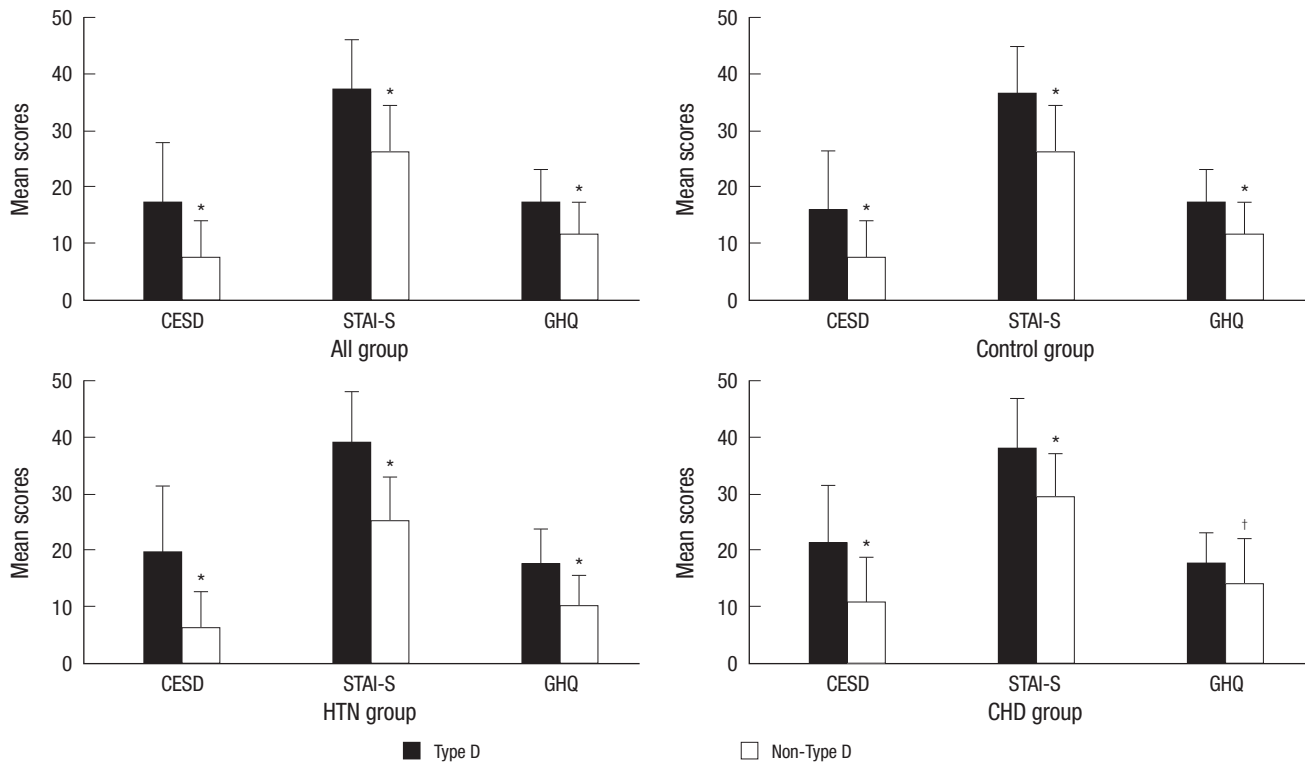 50
40
30
20
10
0
Mean scores
*
*
*
CESD STAI-S GHQ
All group
50
40
30
20
10
0
Mean scores
*
*
*
CESD STAI-S GHQ
Control group
50
40
30
20
10
0
Mean scores
*
*
*
CESD STAI-S GHQ
HTN group
50
40
30
20
10
0
Mean scores
*
*
†
CESD STAI-S GHQ
CHD group
Type D Non-Type D